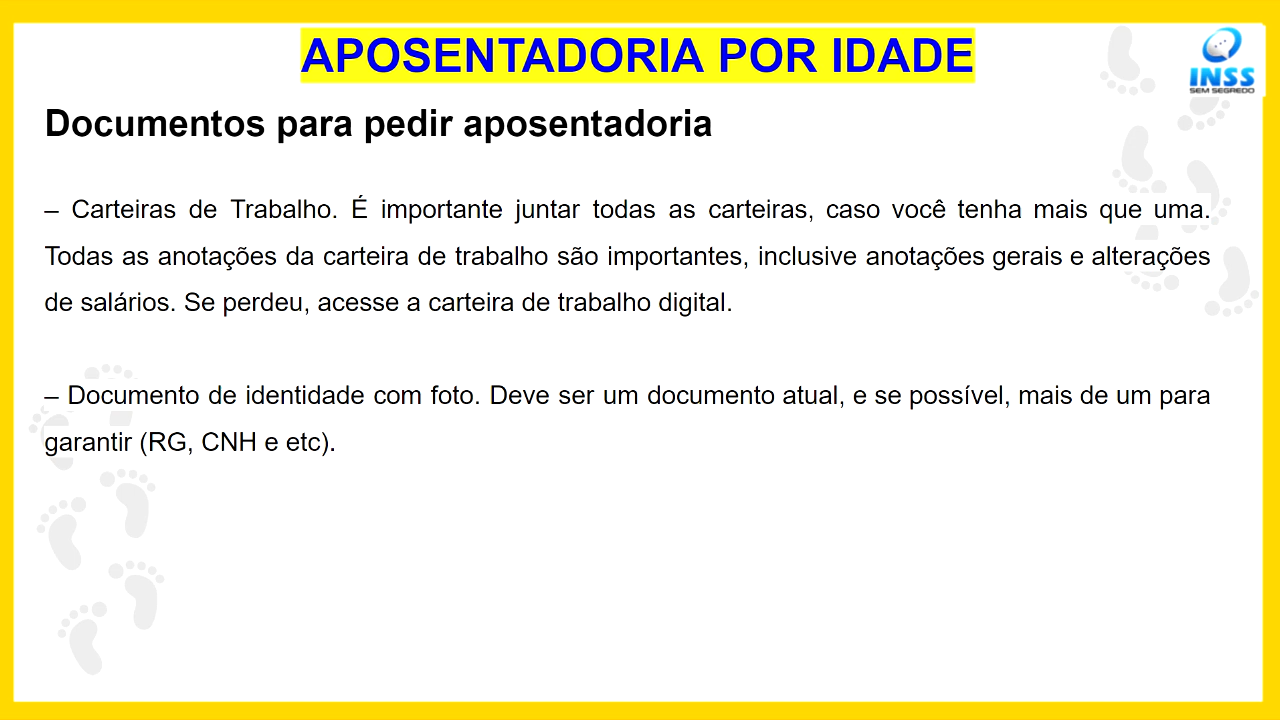 APOSENTADORIA POR IDADE
INSS
SEM SEGREDO
Documentos para pedir aposentadoria
– Carteiras de Trabalho. É importante juntar todas as carteiras, caso você tenha mais que uma.
Todas as anotações da carteira de trabalho são importantes, inclusive anotações gerais e alterações
de salários. Se perdeu, acesse a carteira de trabalho digital.
– Documento de identidade com foto. Deve ser um documento atual, e se possível, mais de um para
garantir (RG, CNH e etc).